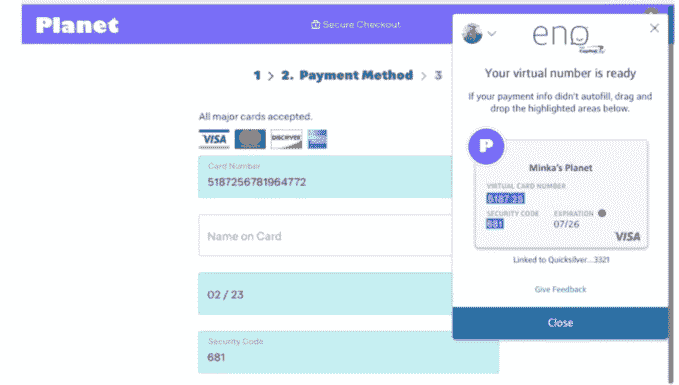 Planet
Secure Checkout
1 > 2. Payment Method > 3
All major cards accepted.
VISA
DISCOVER
Card Number
5187256781964772
Name on Card
02 / 23
Security Code
681
eno
Your virtual number is ready
If your payment info didn't autofill, drag and
drop the highlighted areas below.
P
Minka's Planet
VIRTUAL CARD NUMBER
5187 25
SECURITY CODE EXPIRATION
681 07/26
VISA
Linked to Quicksilver...3321
Give Feedback
Close